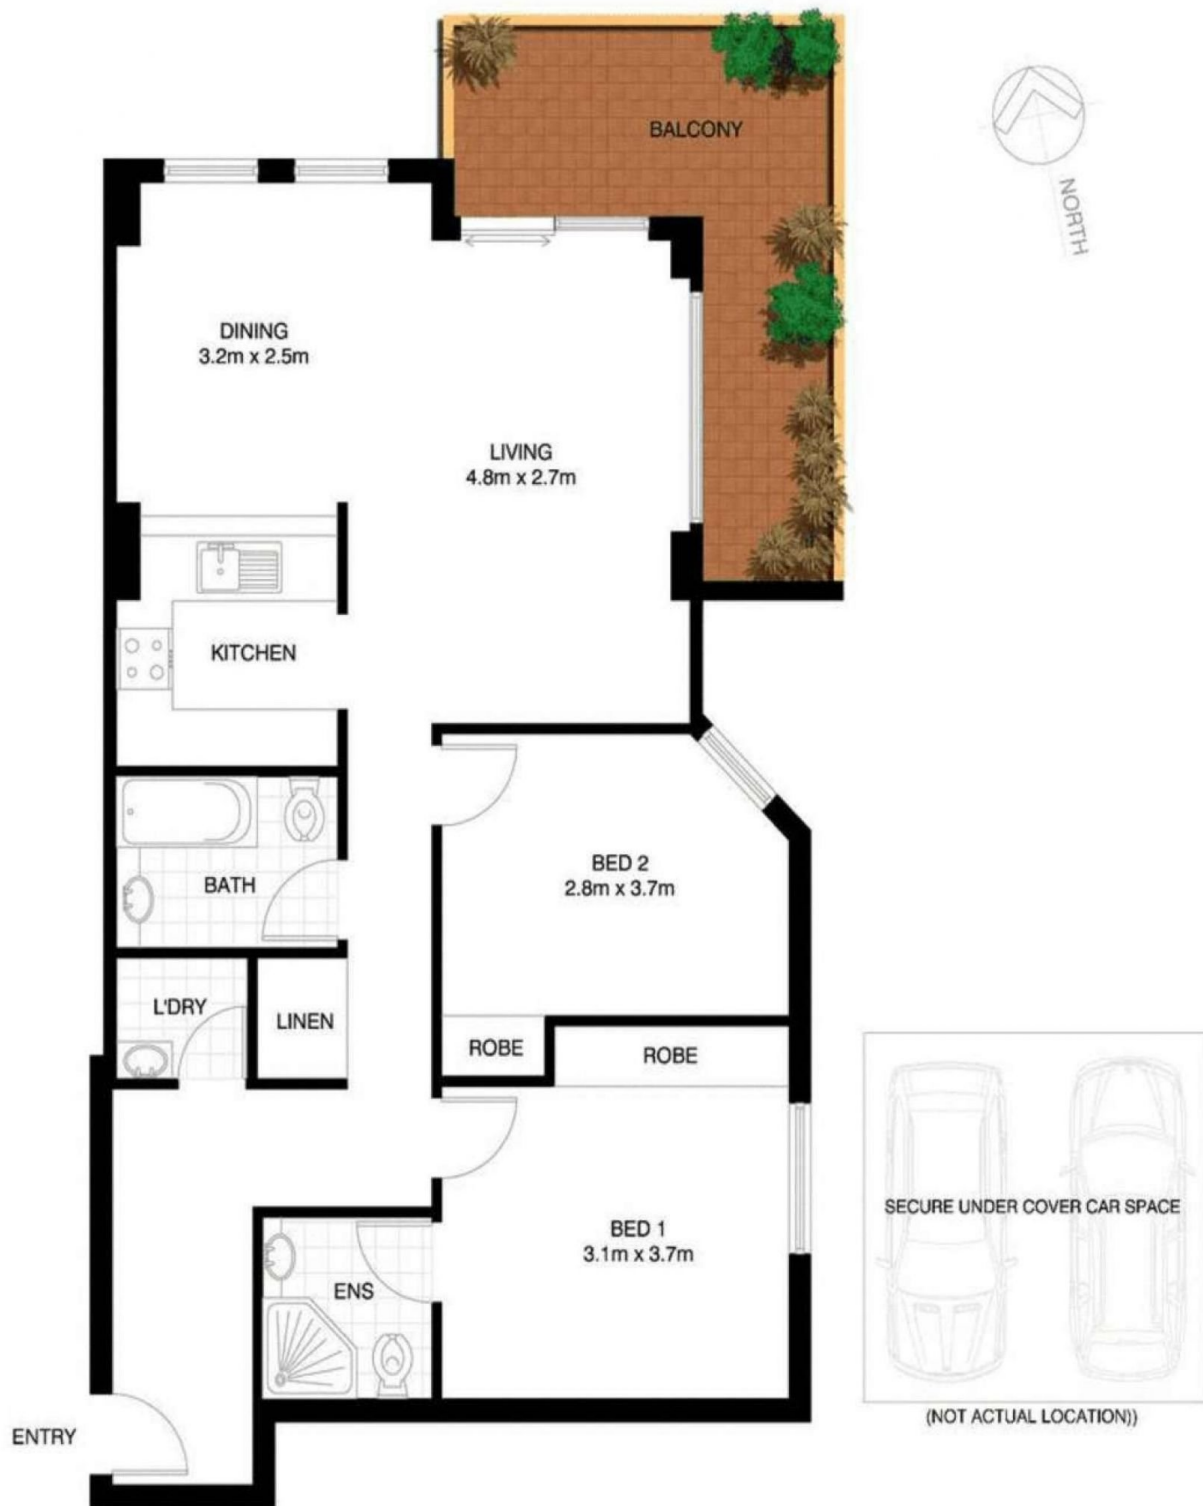 BALCONY
NORTH
DINING
3.2m x 2.5m
LIVING
4.8m x 2.7m
KITCHEN
BATH
BED 2
2.8m x 3.7m
L'DRY
LINEN
ROBE
ROBE
SECURE UNDER COVER CAR SPACE
BED 1
3.1m x 3.7m
ENS
(NOT ACTUAL LOCATION))
ENTRY